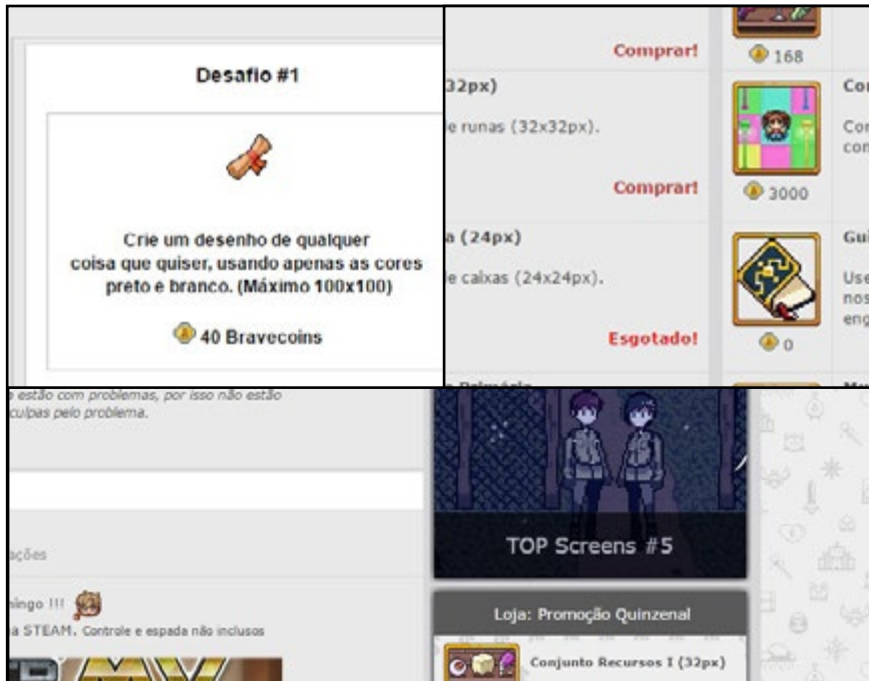 Desafio #1
Crie um desenho de qualquer
coisa que quiser, usando apenas as cores
preto e branco. (Máximo 100x100)
40 Bravecoins
Comprar!
32px)
e runas (32x32px).
Comprar!
a (24px)
e caixas (24x24px).
Esgotado!
168
3000
0
estão com problemas, por isso não estão
culpas pelo problema.
ações
mingo !!!
a STEAM. Controle e espada não inclusos
MV
TOP Screens #5
Loja: Promoção Quinzenal
Conjunto Recursos I (32px)